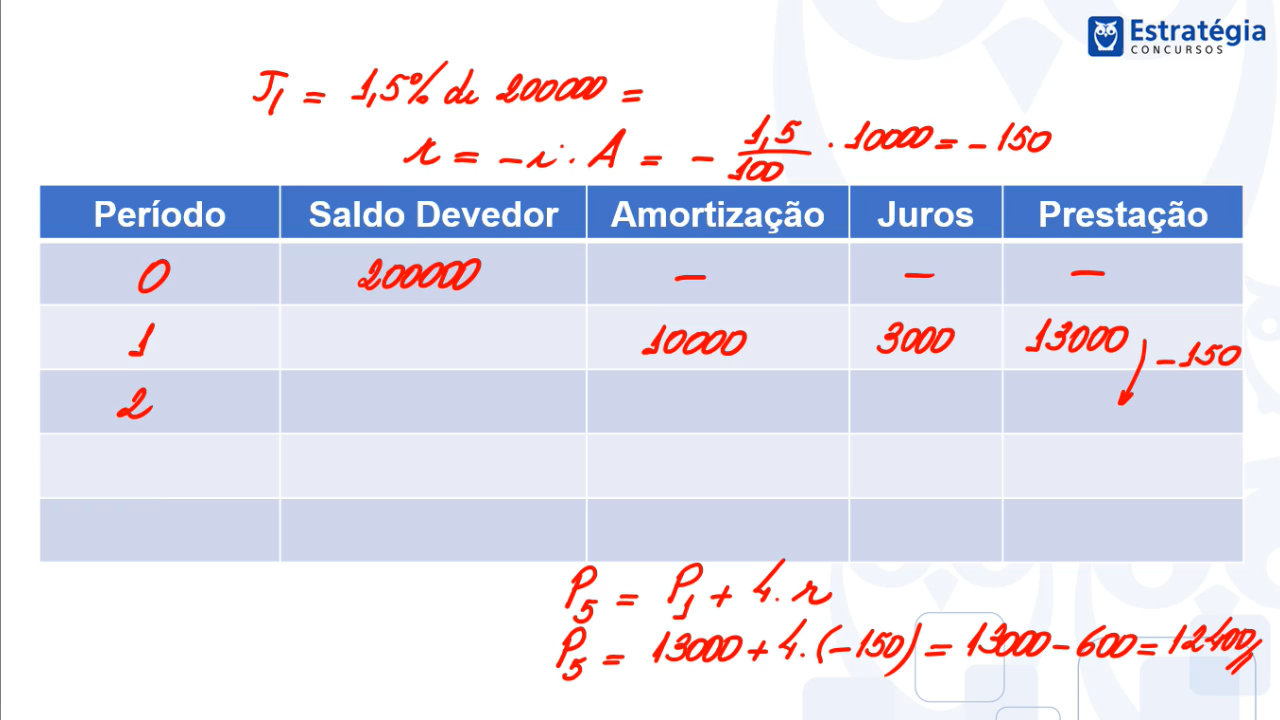 Estratégia
CONCURSOS
J₁ = 1,5% de 200000 =
r = -i · A = - 1,5/100 · 10000 = - 150
Período Saldo Devedor Amortização Juros Prestação
0 200000 — — —
1 10000 3000 13000
-150
2
P₅ = P₁ + 4 · r
P₅ = 13000 + 4 · (-150) = 13000 - 600 = 12400//